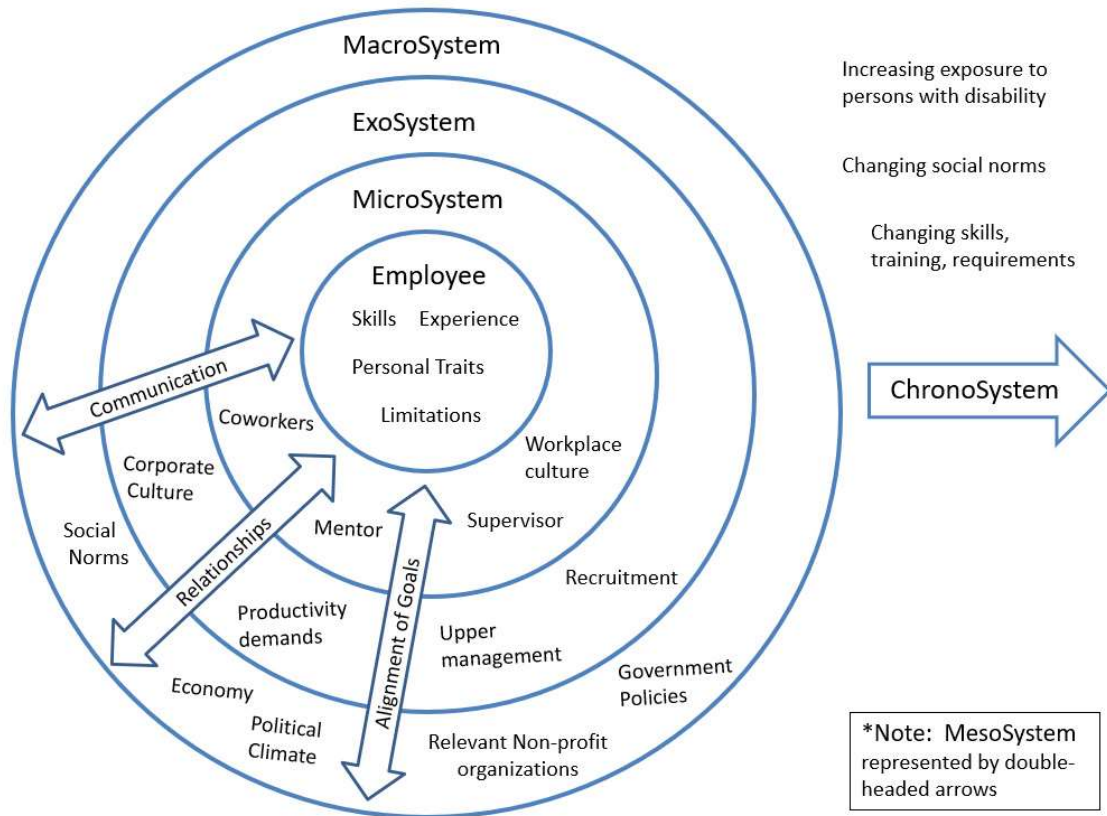 MacroSystem
ExoSystem
MicroSystem
Employee
Skills Experience
Personal Traits
Limitations
Communication
Coworkers
Workplace
culture
Corporate
Culture
Relationships
Mentor
Supervisor
Social
Norms
Alignment of Goals
Recruitment
Productivity
demands
Upper
management
Government
Policies
Economy
Political
Climate
Relevant Non-profit
organizations
Increasing exposure to
persons with disability
Changing social norms
Changing skills,
training, requirements
ChronoSystem
*Note: MesoSystem
represented by double-
headed arrows